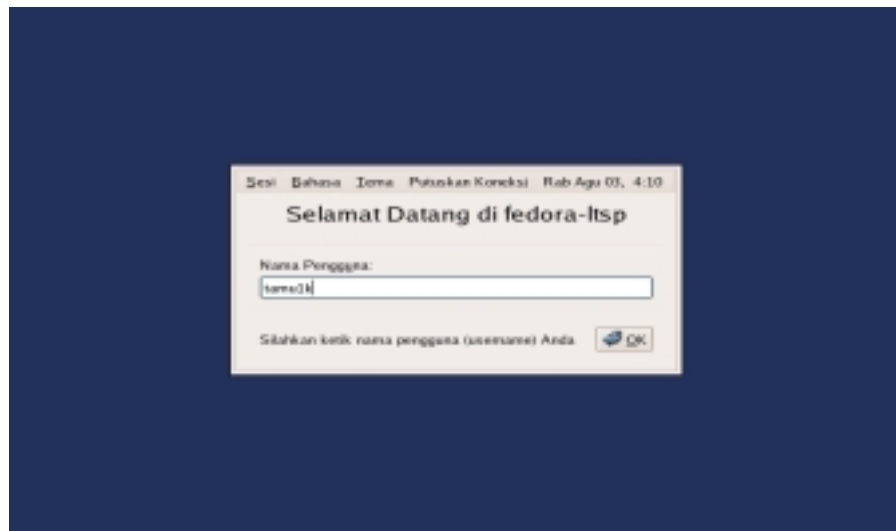 Sesi Bahasa Tema Putuskan Koneksi Rab Agu 03, 4:10
Selamat Datang di fedora-ltsp
Nama Pengguna:
Silahkan ketik nama pengguna (username) Anda OK